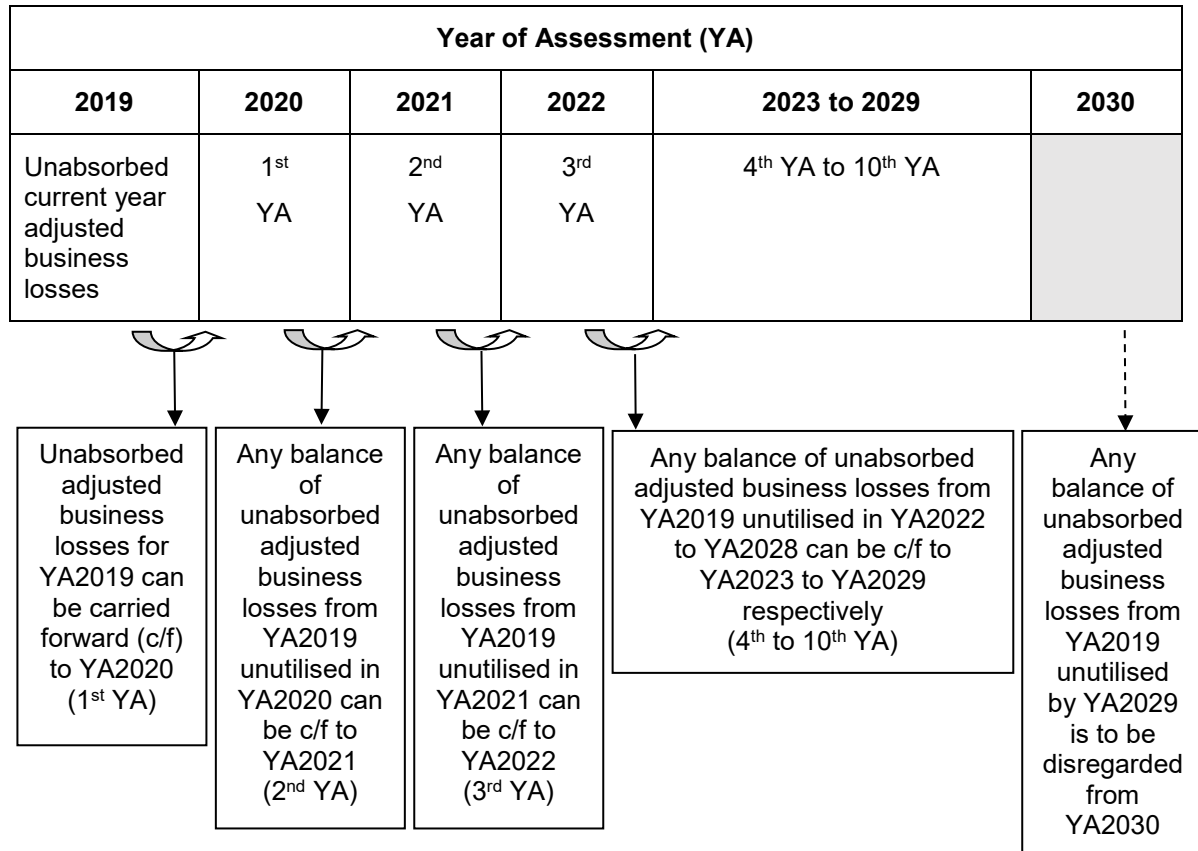 Year of Assessment (YA)
2019
2020
2021
2022
2023 to 2029
2030
Unabsorbed
current year
adjusted
business
losses
1st
YA
2nd
YA
3rd
YA
4th YA to 10th YA
Unabsorbed
adjusted
business
losses for
YA2019 can
be carried
forward (c/f)
to YA2020
(1st YA)
Any balance
of
unabsorbed
adjusted
business
losses from
YA2019
unutilised in
YA2020 can
be c/f to
YA2021
(2nd YA)
Any balance
of
unabsorbed
adjusted
business
losses from
YA2019
unutilised in
YA2021 can
be c/f to
YA2022
(3rd YA)
Any balance of unabsorbed
adjusted business losses from
YA2019 unutilised in YA2022
to YA2028 can be c/f to
YA2023 to YA2029
respectively
(4th to 10th YA)
Any
balance of
unabsorbed
adjusted
business
losses from
YA2019
unutilised
by YA2029
is to be
disregarded
from
YA2030